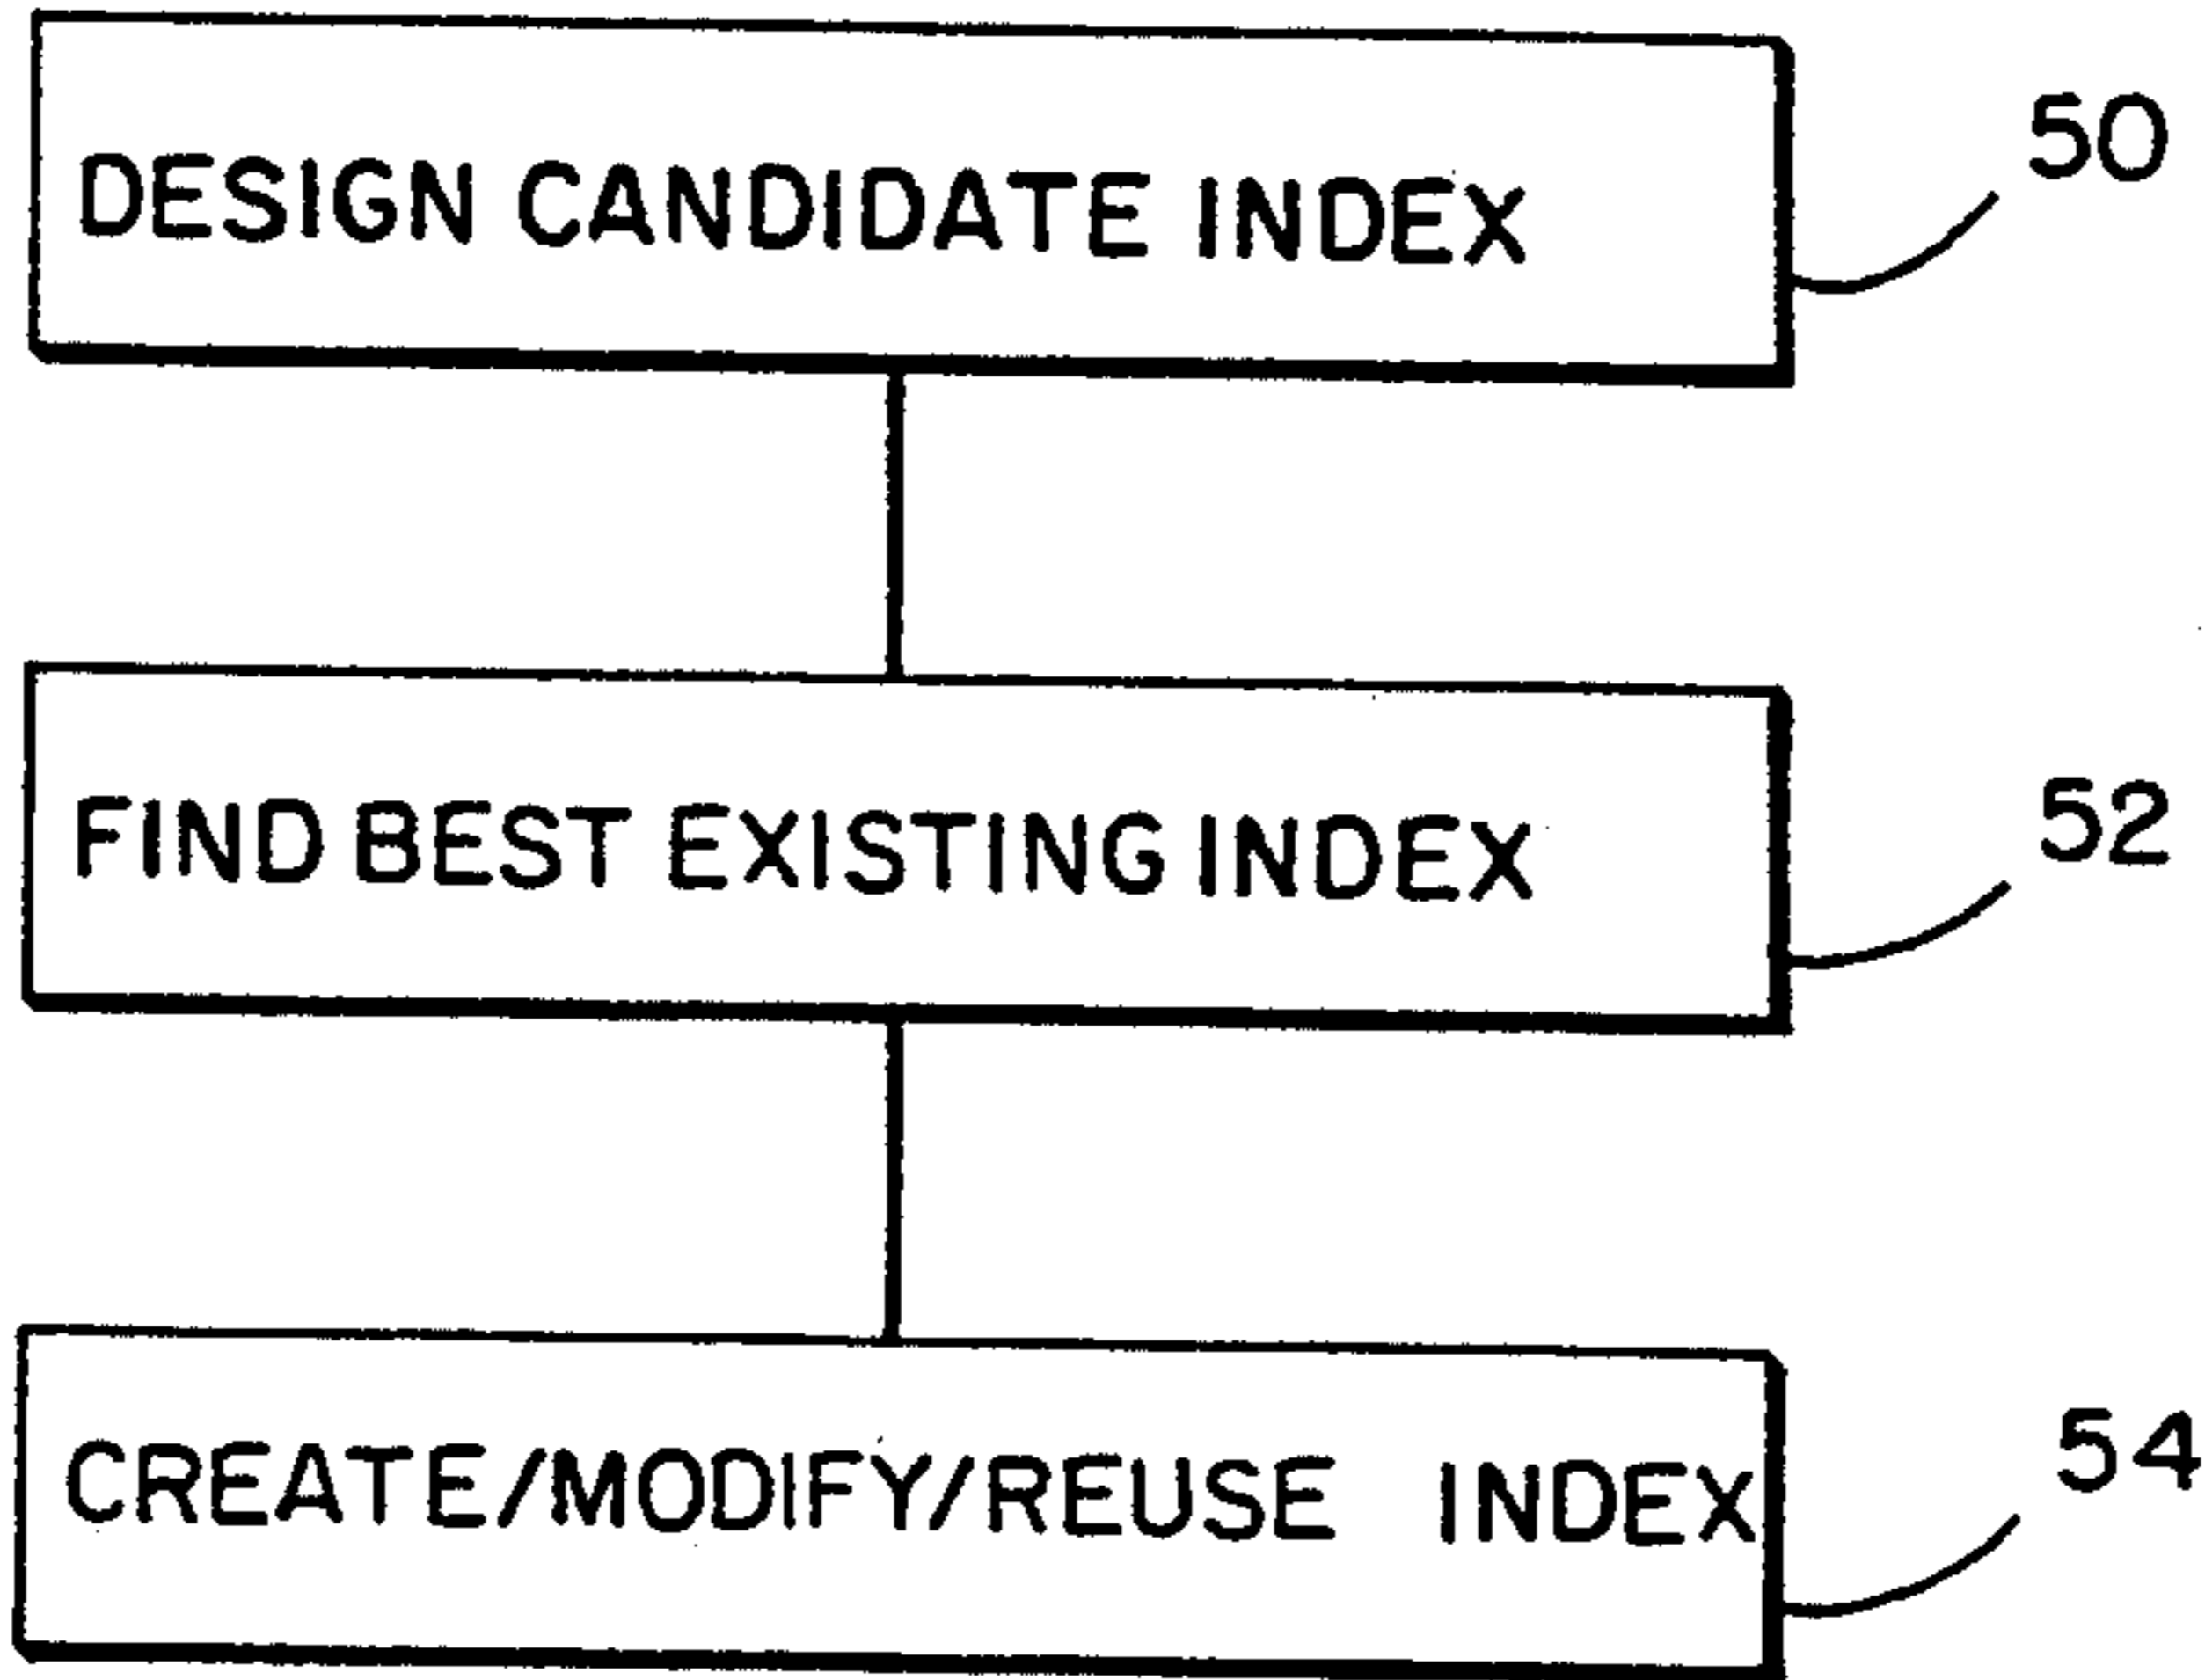 DESIGN CANDIDATE INDEX
50
FIND BEST EXISTING INDEX
52
CREATE/MODIFY/REUSE INDEX
54